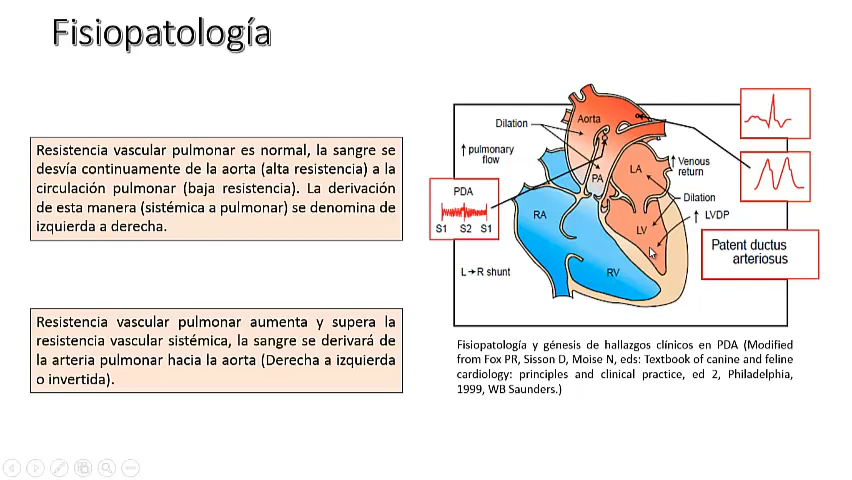 Fisiopatología
Resistencia vascular pulmonar es normal, la sangre se
desvía continuamente de la aorta (alta resistencia) a la
circulación pulmonar (baja resistencia). La derivación
de esta manera (sistémica a pulmonar) se denomina de
izquierda a derecha.
Resistencia vascular pulmonar aumenta y supera la
resistencia vascular sistémica, la sangre se derivará de
la arteria pulmonar hacia la aorta (Derecha a izquierda
o invertida).
Dilation
Aorta
↑ pulmonary
flow
PDA
S1 S2 S1
PA
LA
↑ Venous
return
Dilation
↑ LVDP
RA
LV
RV
L→R shunt
Patent ductus
arteriosus
Fisiopatología y génesis de hallazgos clínicos en PDA (Modified
from Fox PR, Sisson D, Moise N, eds: Textbook of canine and feline
cardiology: principles and clinical practice, ed 2, Philadelphia,
1999, WB Saunders.)